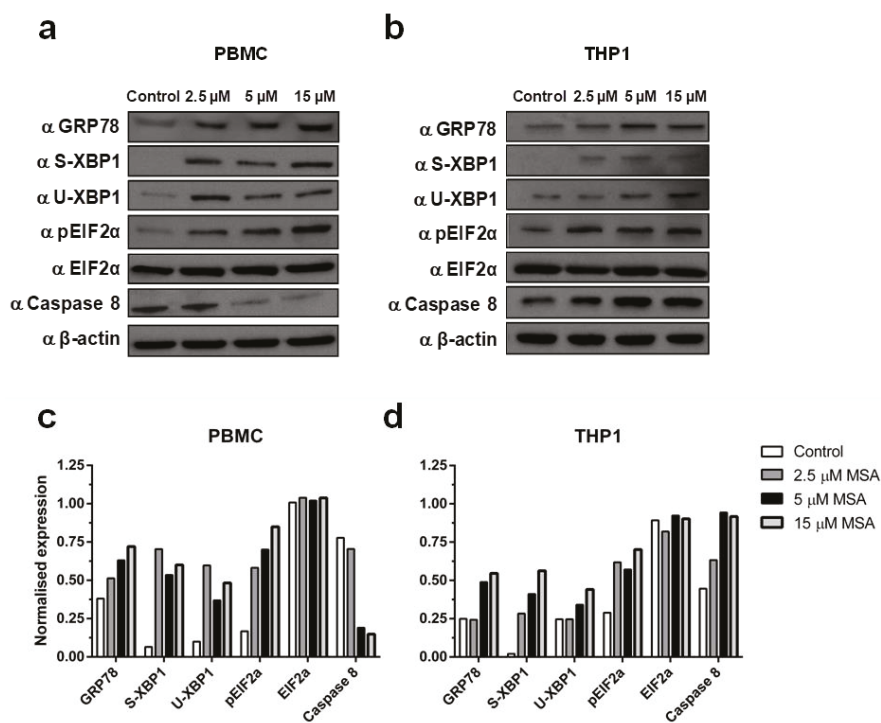 a
PBMC
Control 2.5 µM 5 µM 15 µM
α GRP78
α S-XBP1
α U-XBP1
α pEIF2α
α EIF2α
α Caspase 8
α β-actin
b
THP1
Control 2.5 µM 5 µM 15 µM
α GRP78
α S-XBP1
α U-XBP1
α pEIF2α
α EIF2α
α Caspase 8
α β-actin
c
PBMC
Normalised expression
1.25
1.00
0.75
0.50
0.25
0.00
GRP78
S-XBP1
U-XBP1
pEIF2a
EIF2a
Caspase 8
d
THP1
1.25
1.00
0.75
0.50
0.25
0.00
GRP78
S-XBP1
U-XBP1
pEIF2a
EIF2a
Caspase 8
Control
2.5 µM MSA
5 µM MSA
15 µM MSA